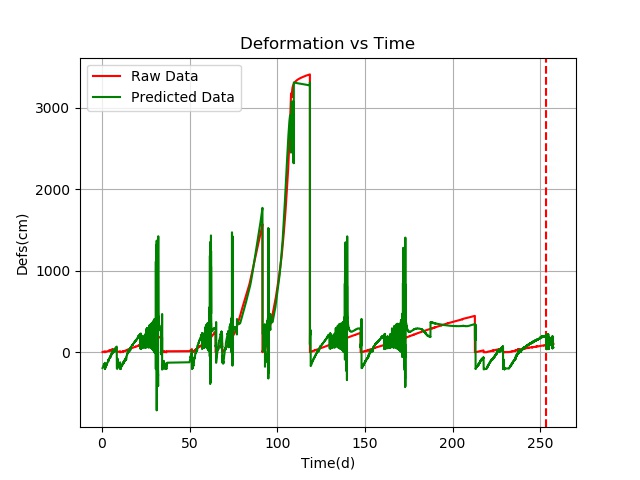 Deformation vs Time
Raw Data
Predicted Data
Defs(cm)
3000
2000
1000
0
0 50 100 150 200 250
Time(d)